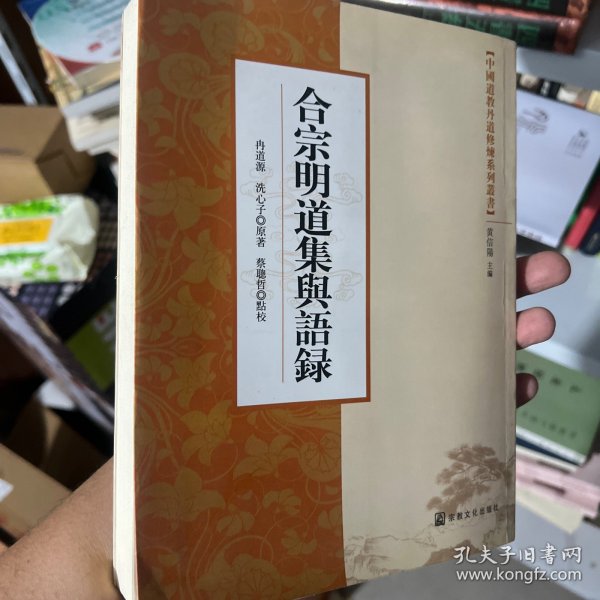 【中國道教丹道修煉系列叢書】
黄信陽 主編
合宗明道集與語録
冉道源 洗心子◎原著 蔡聰哲◎點校
宗教文化出版社
孔夫子旧书网
www.kongfz.com